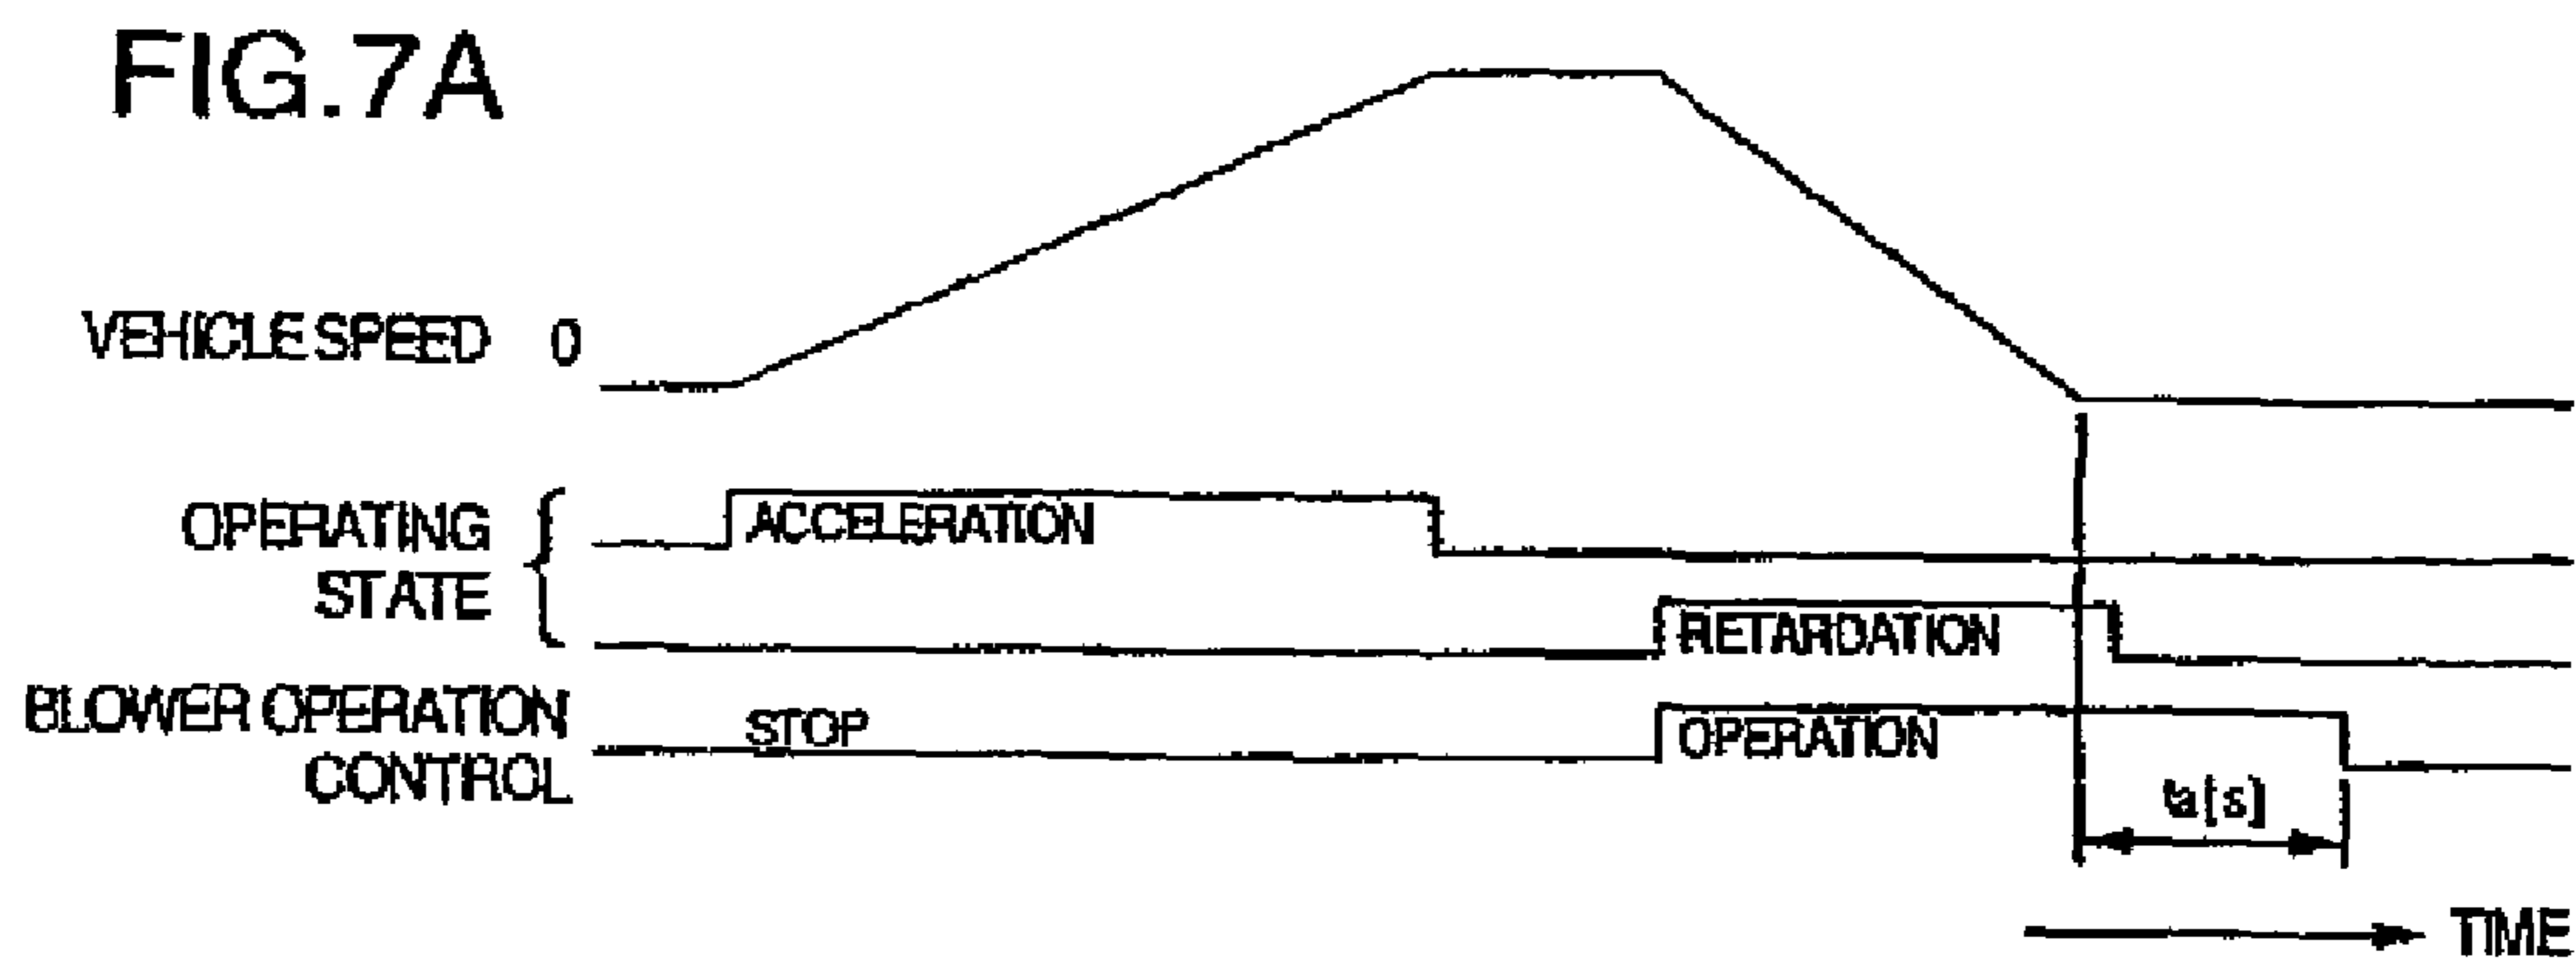 FIG.7A
VEHICLE SPEED 0
OPERATING
STATE
ACCELERATION
RETARDATION
BLOWER OPERATION
CONTROL
STOP
OPERATION
ta[s]
TIME